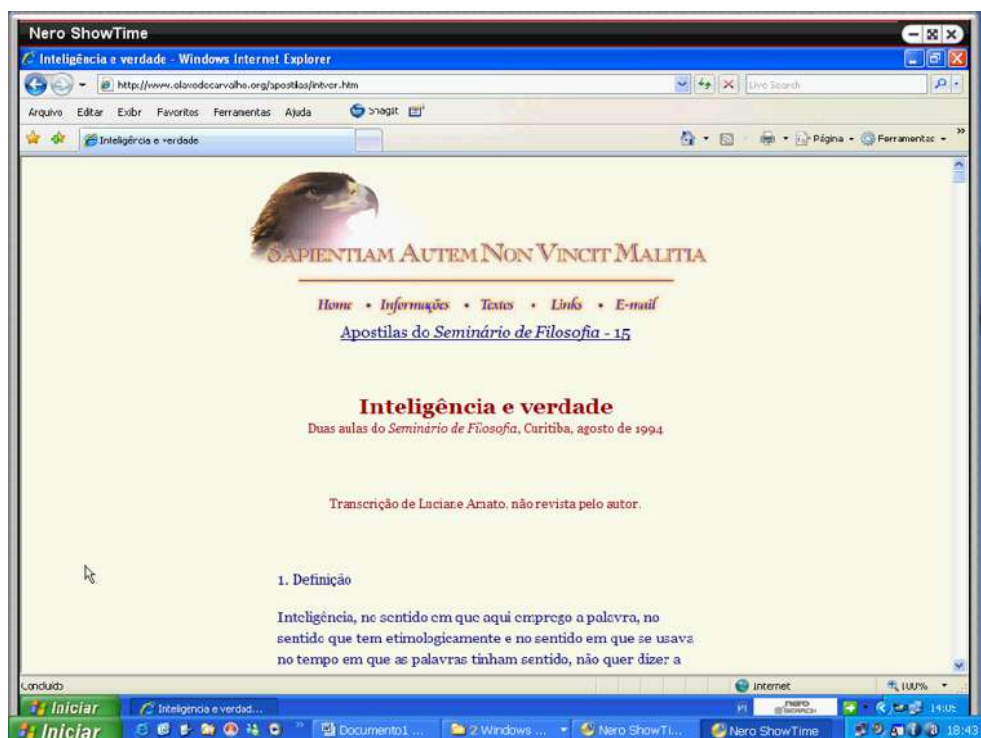 Nero ShowTime
Inteligência e verdade - Windows Internet Explorer
http://www.olavodecarvalho.org/apostilas/intver.htm
Live Search
Arquivo Editar Exibir Favoritos Ferramentas Ajuda SnagIt
Inteligência e verdade
Página Ferramentas »
SAPIENTIAM AUTEM NON VINCIT MALITIA
Home • Informações • Textos • Links • E-mail
Apostilas do Seminário de Filosofia - 15
Inteligência e verdade
Duas aulas do Seminário de Filosofia, Curitiba, agosto de 1994
Transcrição de Luciane Amato, não revista pelo autor.
1. Definição
Inteligência, no sentido em que aqui emprego a palavra, no
sentido que tem etimologicamente e no sentido em que se usava
no tempo em que as palavras tinham sentido, não quer dizer a
Concluído Internet 100%
Iniciar Inteligencia e verdad... nero 14:05
Iniciar » Documento1 ... 2 Windows ... Nero ShowTi... Nero ShowTime 18:43